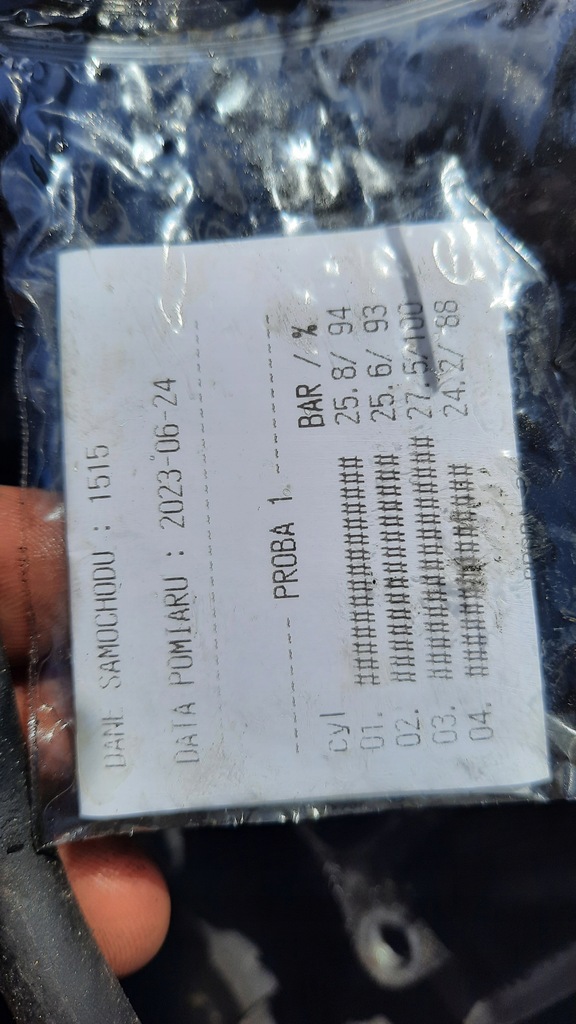 DANE SAMOCHODU : 1515
DATA POMIARU : 2023-06-24
---------------------------------
------- PROBA 1 ---------------
cyl BAR / %
01. ############## 25.8/ 94
02. ############## 25.6/ 93
03. ############### 27.5/100
04. ############# 24.2/ 88